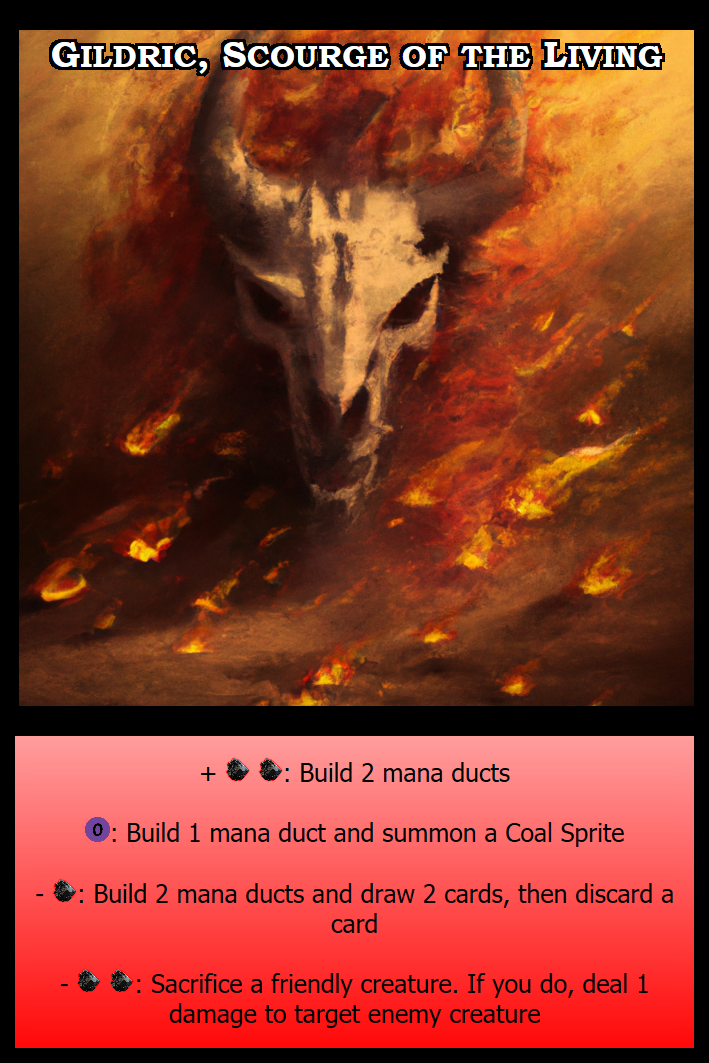 Gildric, Scourge of the Living
+ : Build 2 mana ducts
0: Build 1 mana duct and summon a Coal Sprite
- : Build 2 mana ducts and draw 2 cards, then discard a
card
- : Sacrifice a friendly creature. If you do, deal 1
damage to target enemy creature